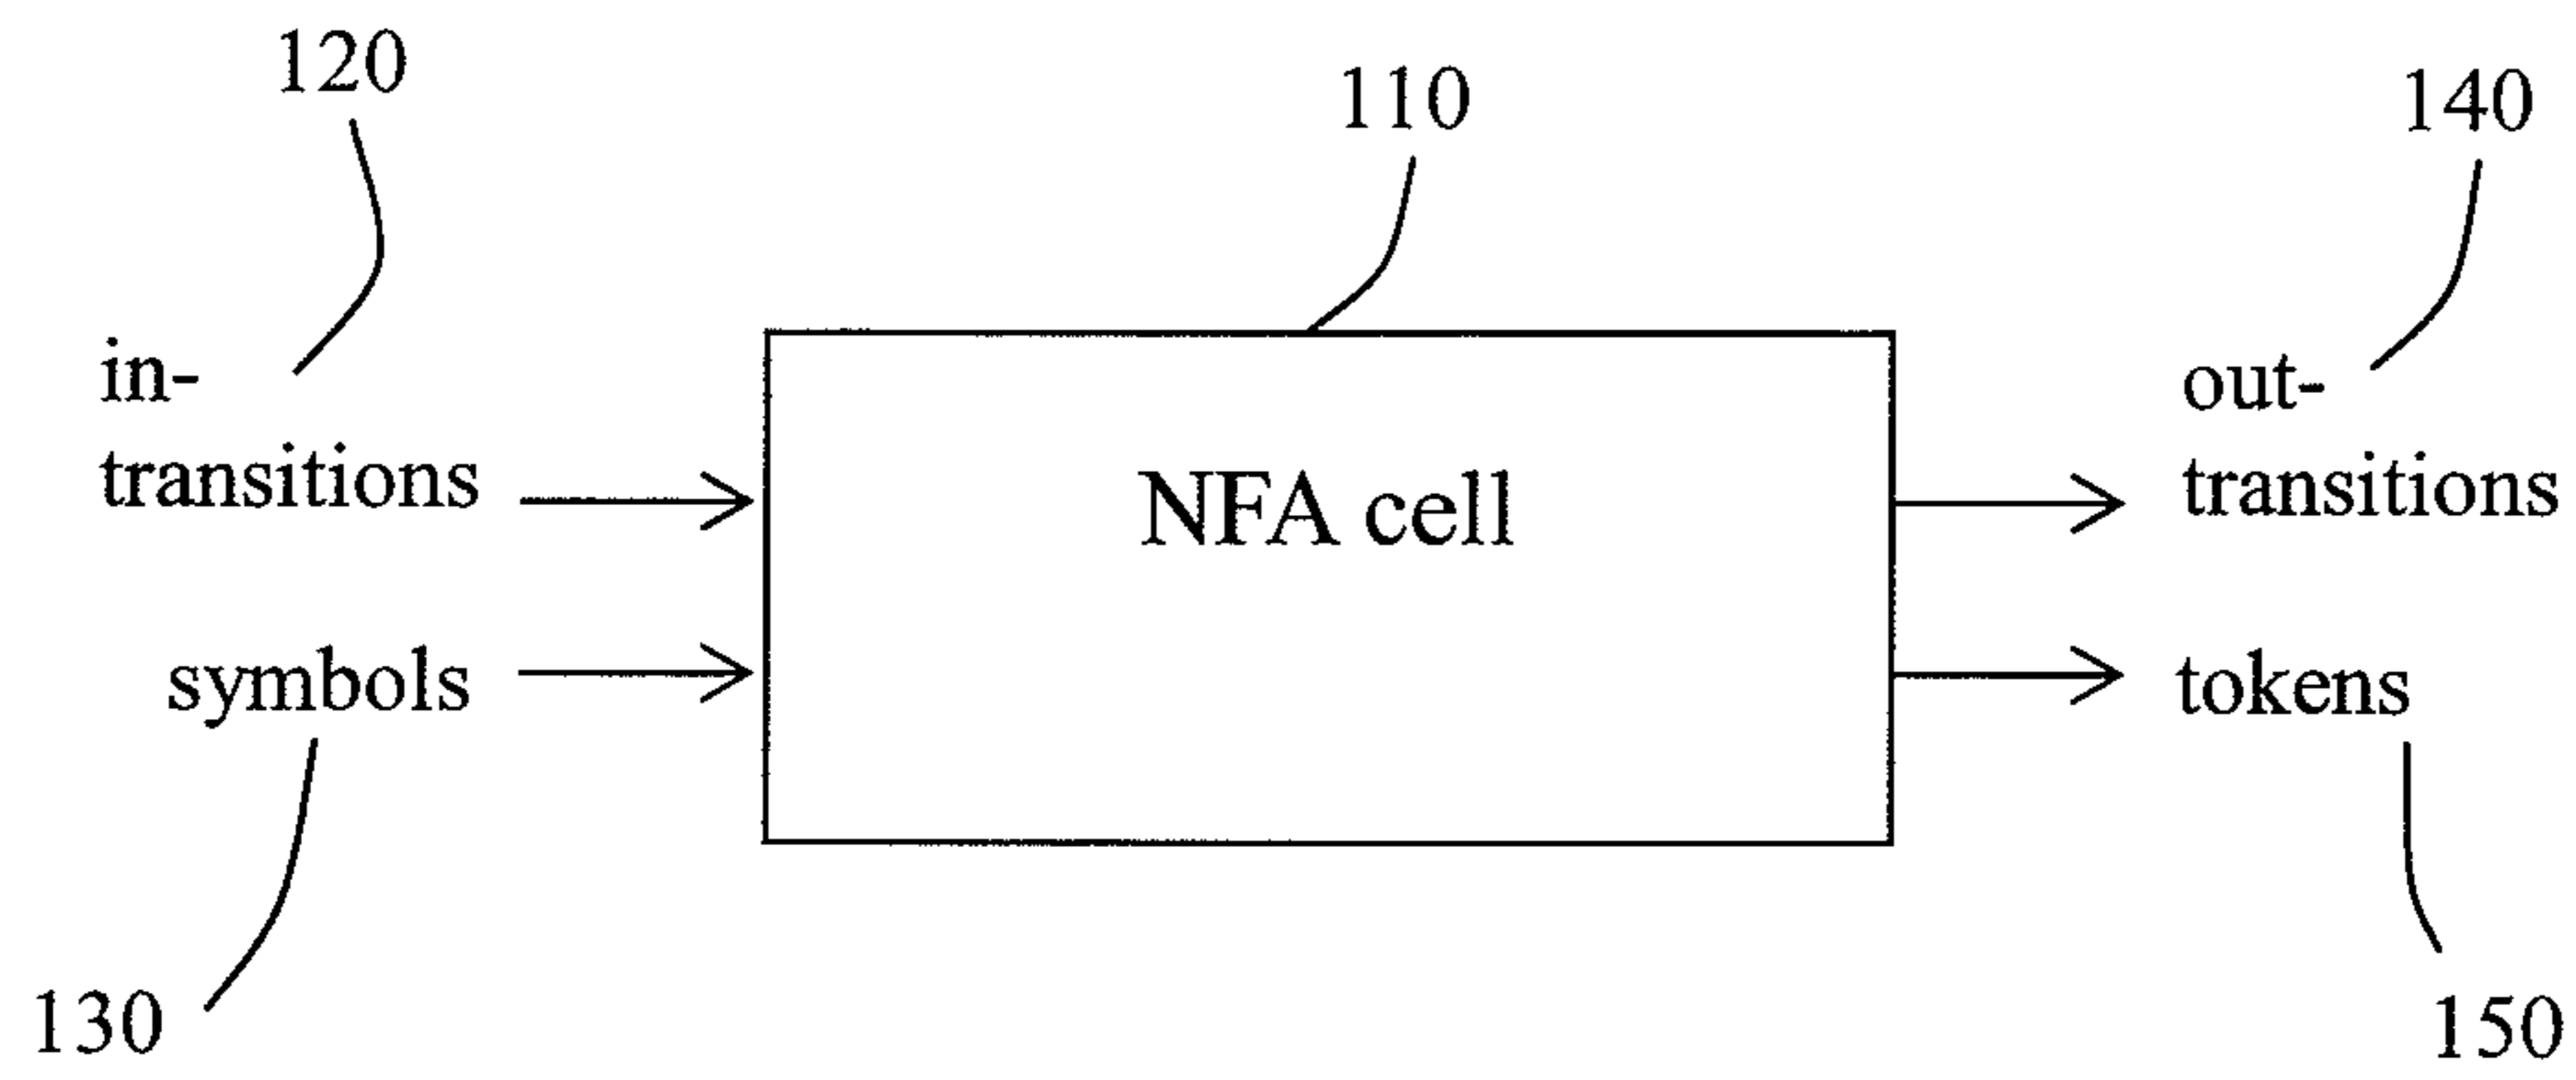 120
110
140
in-
transitions
out-
transitions
NFA cell
symbols
tokens
130
150